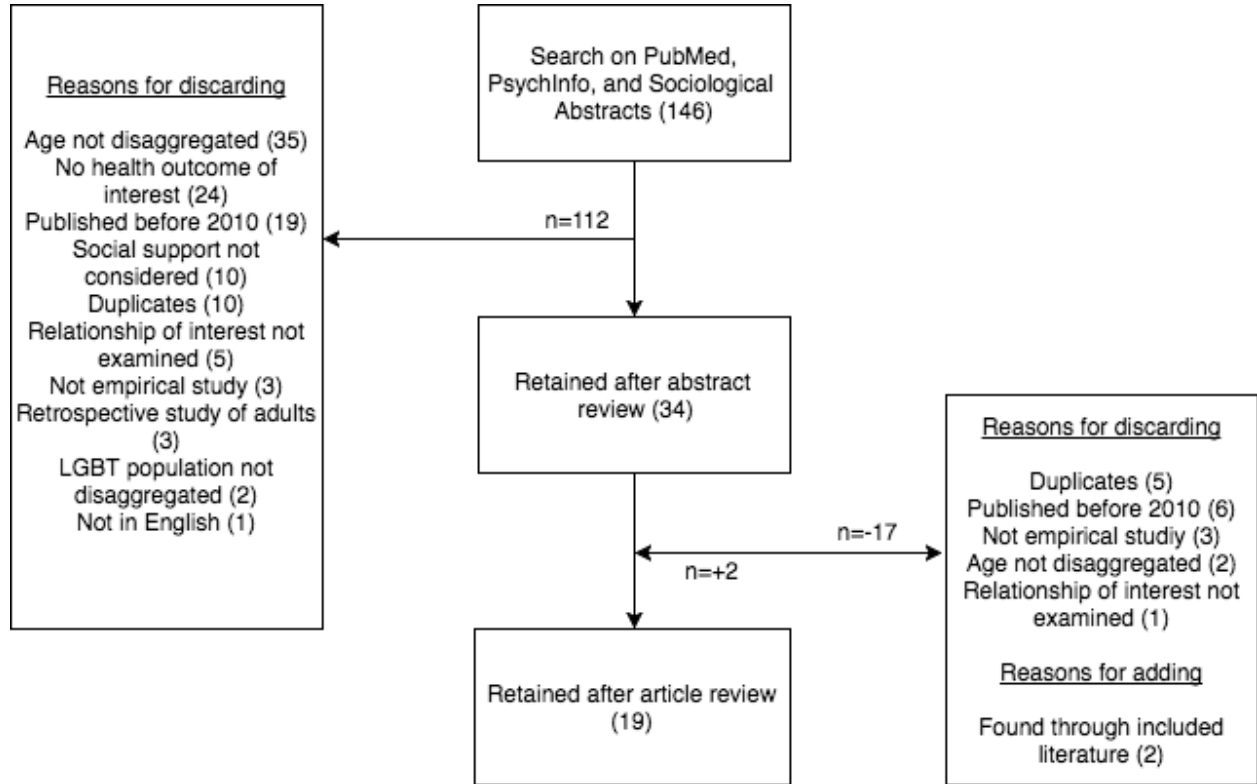 Search on PubMed,
PsychInfo, and Sociological
Abstracts (146)
n=112
Reasons for discarding
Age not disaggregated (35)
No health outcome of
interest (24)
Published before 2010 (19)
Social support not
considered (10)
Duplicates (10)
Relationship of interest not
examined (5)
Not empirical study (3)
Retrospective study of adults
(3)
LGBT population not
disaggregated (2)
Not in English (1)
Retained after abstract
review (34)
n=-17
n=+2
Reasons for discarding
Duplicates (5)
Published before 2010 (6)
Not empirical studiy (3)
Age not disaggregated (2)
Relationship of interest not
examined (1)
Reasons for adding
Found through included
literature (2)
Retained after article review
(19)